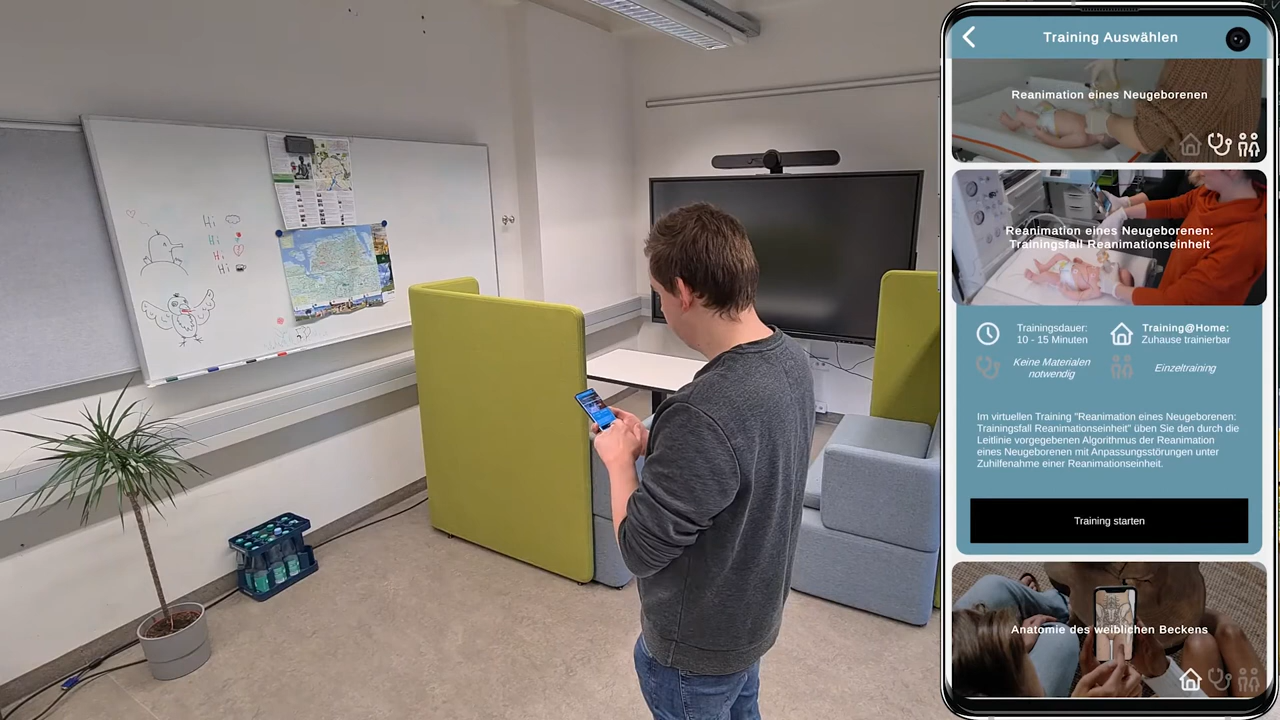 Hi
Hi
Hi
Hi
Training Auswählen
Reanimation eines Neugeborenen
Reanimation eines Neugeborenen:
Trainingsfall Reanimationseinheit
Trainingsdauer:
10 - 15 Minuten
Training@Home:
Zuhause trainierbar
Keine Materialen
notwendig
Einzeltraining
Im virtuellen Training "Reanimation eines Neugeborenen:
Trainingsfall Reanimationseinheit" üben Sie den durch die
Leitlinie vorgegebenen Algorithmus der Reanimation
eines Neugeborenen mit Anpassungsstörungen unter
Zuhilfenahme einer Reanimationseinheit.
Training starten
Anatomie des weiblichen Beckens